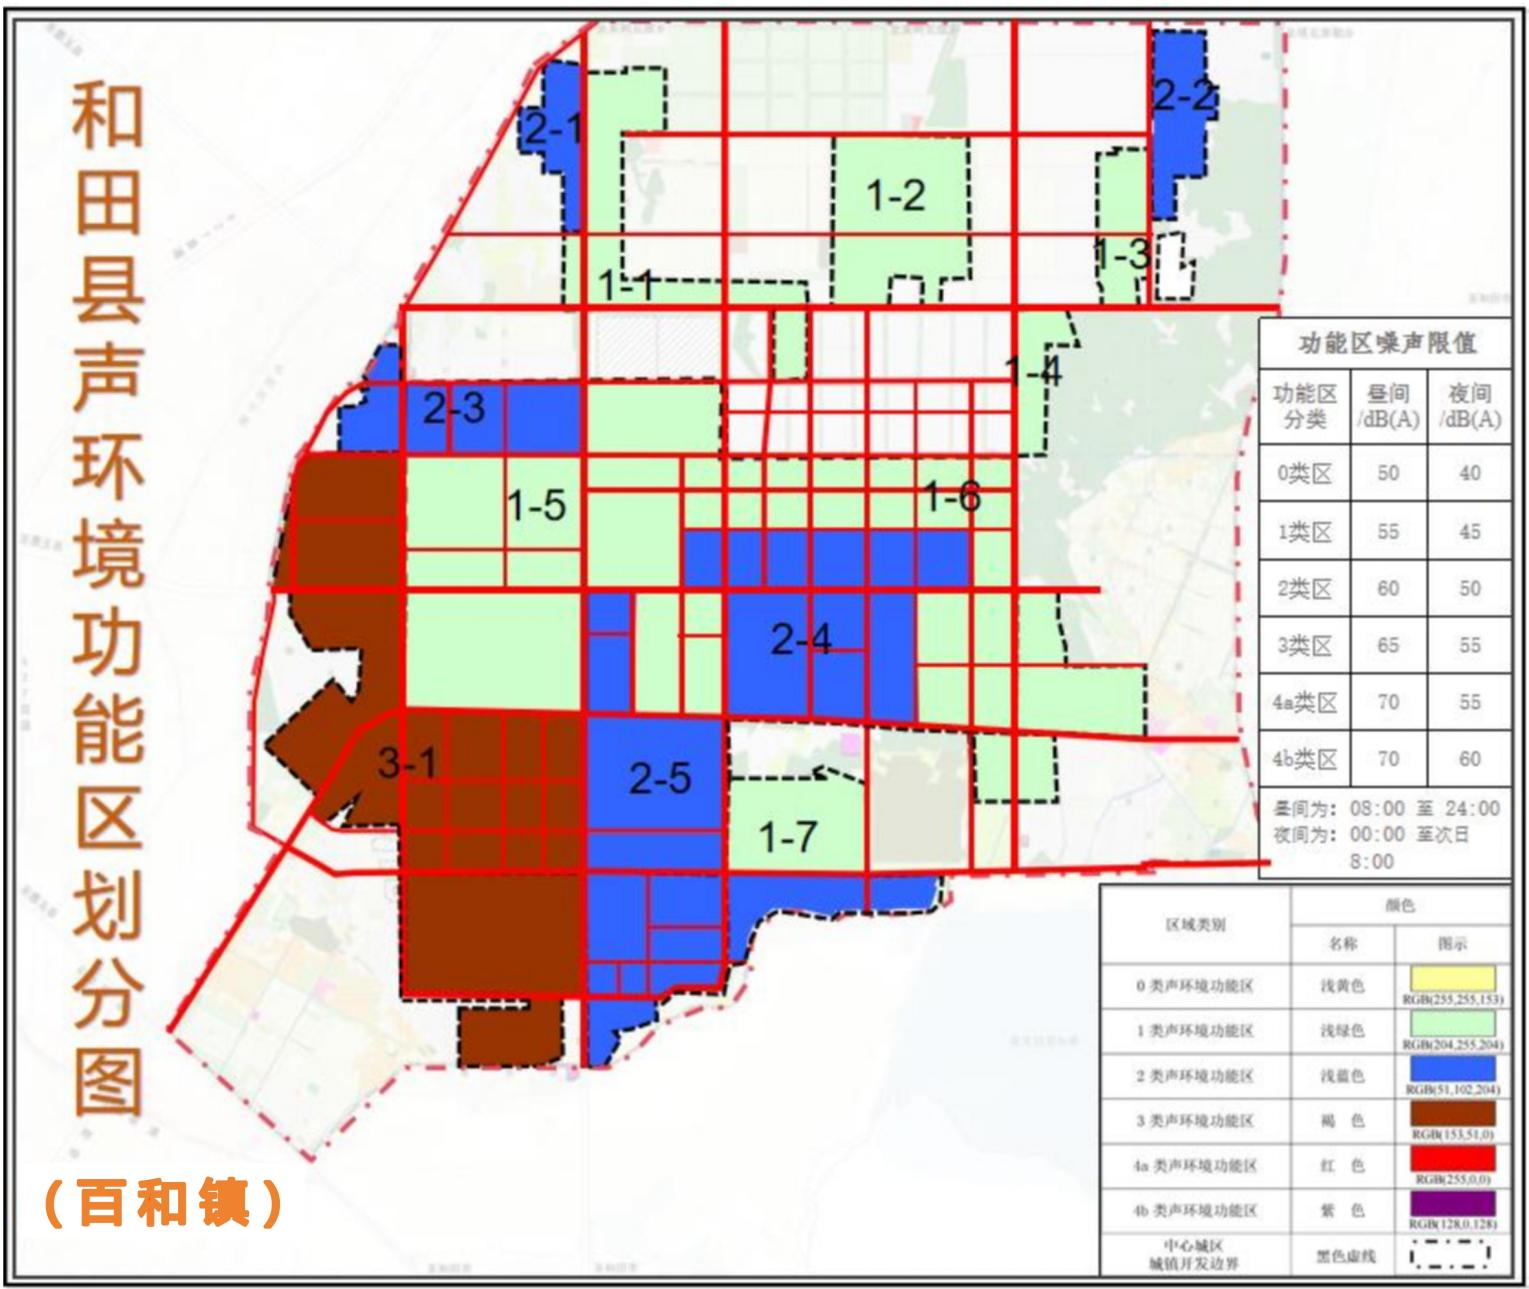 和田县声环境功能区划分图
(百和镇)
2-1
2-2
1-2
1-3
1-1
1-4
2-3
1-5
1-6
2-4
3-1
2-5
1-7
功能区噪声限值
功能区分类 昼间/dB(A) 夜间/dB(A)
0类区 50 40
1类区 55 45
2类区 60 50
3类区 65 55
4a类区 70 55
4b类区 70 60
昼间为: 08:00 至 24:00
夜间为: 00:00 至次日
8:00
区域类别 颜色
名称 图示
0 类声环境功能区 浅黄色 RGB(255,255,153)
1 类声环境功能区 浅绿色 RGB(204,255,204)
2 类声环境功能区 浅蓝色 RGB(51,102,204)
3 类声环境功能区 褐 色 RGB(153,51,0)
4a 类声环境功能区 红 色 RGB(255,0,0)
4b 类声环境功能区 紫 色 RGB(128,0,128)
中心城区
城镇开发边界 黑色虚线